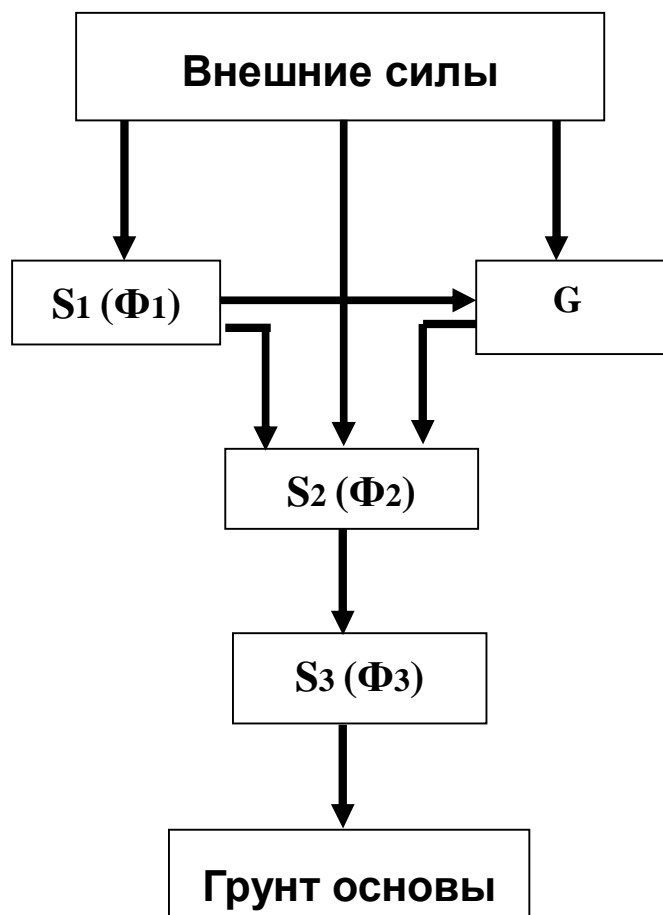 Внешние силы
S1 (Ф1)
G
S2 (Ф2)
S3 (Ф3)
Грунт основы